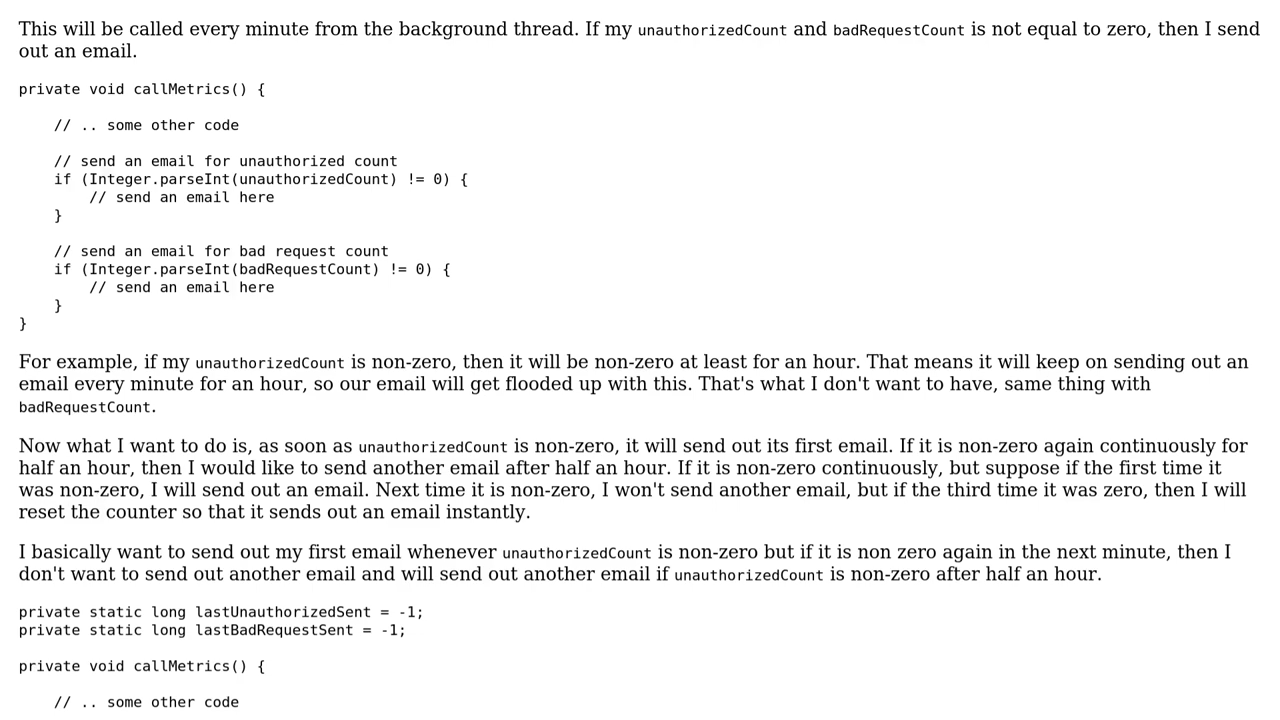 This will be called every minute from the background thread. If my unauthorizedCount and badRequestCount is not equal to zero, then I send
out an email.
private void callMetrics() {
    // .. some other code
    // send an email for unauthorized count
    if (Integer.parseInt(unauthorizedCount) != 0) {
        // send an email here
    }
    // send an email for bad request count
    if (Integer.parseInt(badRequestCount) != 0) {
        // send an email here
    }
}
For example, if my unauthorizedCount is non-zero, then it will be non-zero at least for an hour. That means it will keep on sending out an
email every minute for an hour, so our email will get flooded up with this. That's what I don't want to have, same thing with
badRequestCount.
Now what I want to do is, as soon as unauthorizedCount is non-zero, it will send out its first email. If it is non-zero again continuously for
half an hour, then I would like to send another email after half an hour. If it is non-zero continuously, but suppose if the first time it
was non-zero, I will send out an email. Next time it is non-zero, I won't send another email, but if the third time it was zero, then I will
reset the counter so that it sends out an email instantly.
I basically want to send out my first email whenever unauthorizedCount is non-zero but if it is non zero again in the next minute, then I
don't want to send out another email and will send out another email if unauthorizedCount is non-zero after half an hour.
private static long lastUnauthorizedSent = -1;
private static long lastBadRequestSent = -1;
private void callMetrics() {
    // .. some other code